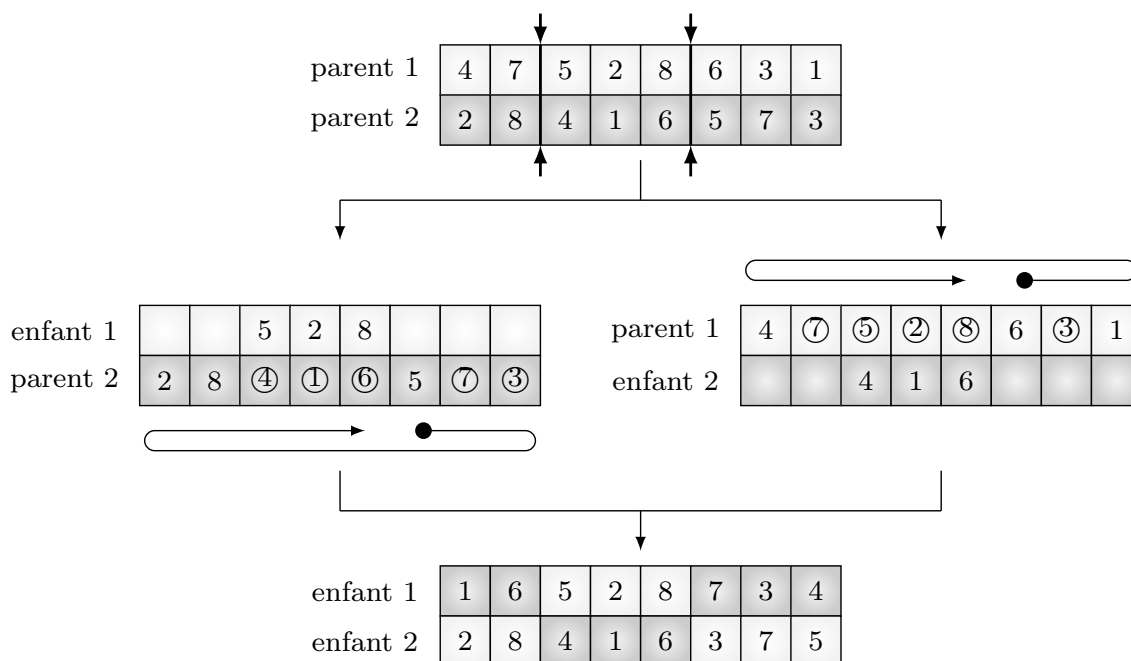 parent 1 4 7 5 2 8 6 3 1
parent 2 2 8 4 1 6 5 7 3
enfant 1 5 2 8
parent 2 2 8 ④ ① ⑥ 5 ⑦ ③
parent 1 4 ⑦ ⑤ ② ⑧ 6 ③ 1
enfant 2 4 1 6
enfant 1 1 6 5 2 8 7 3 4
enfant 2 2 8 4 1 6 3 7 5